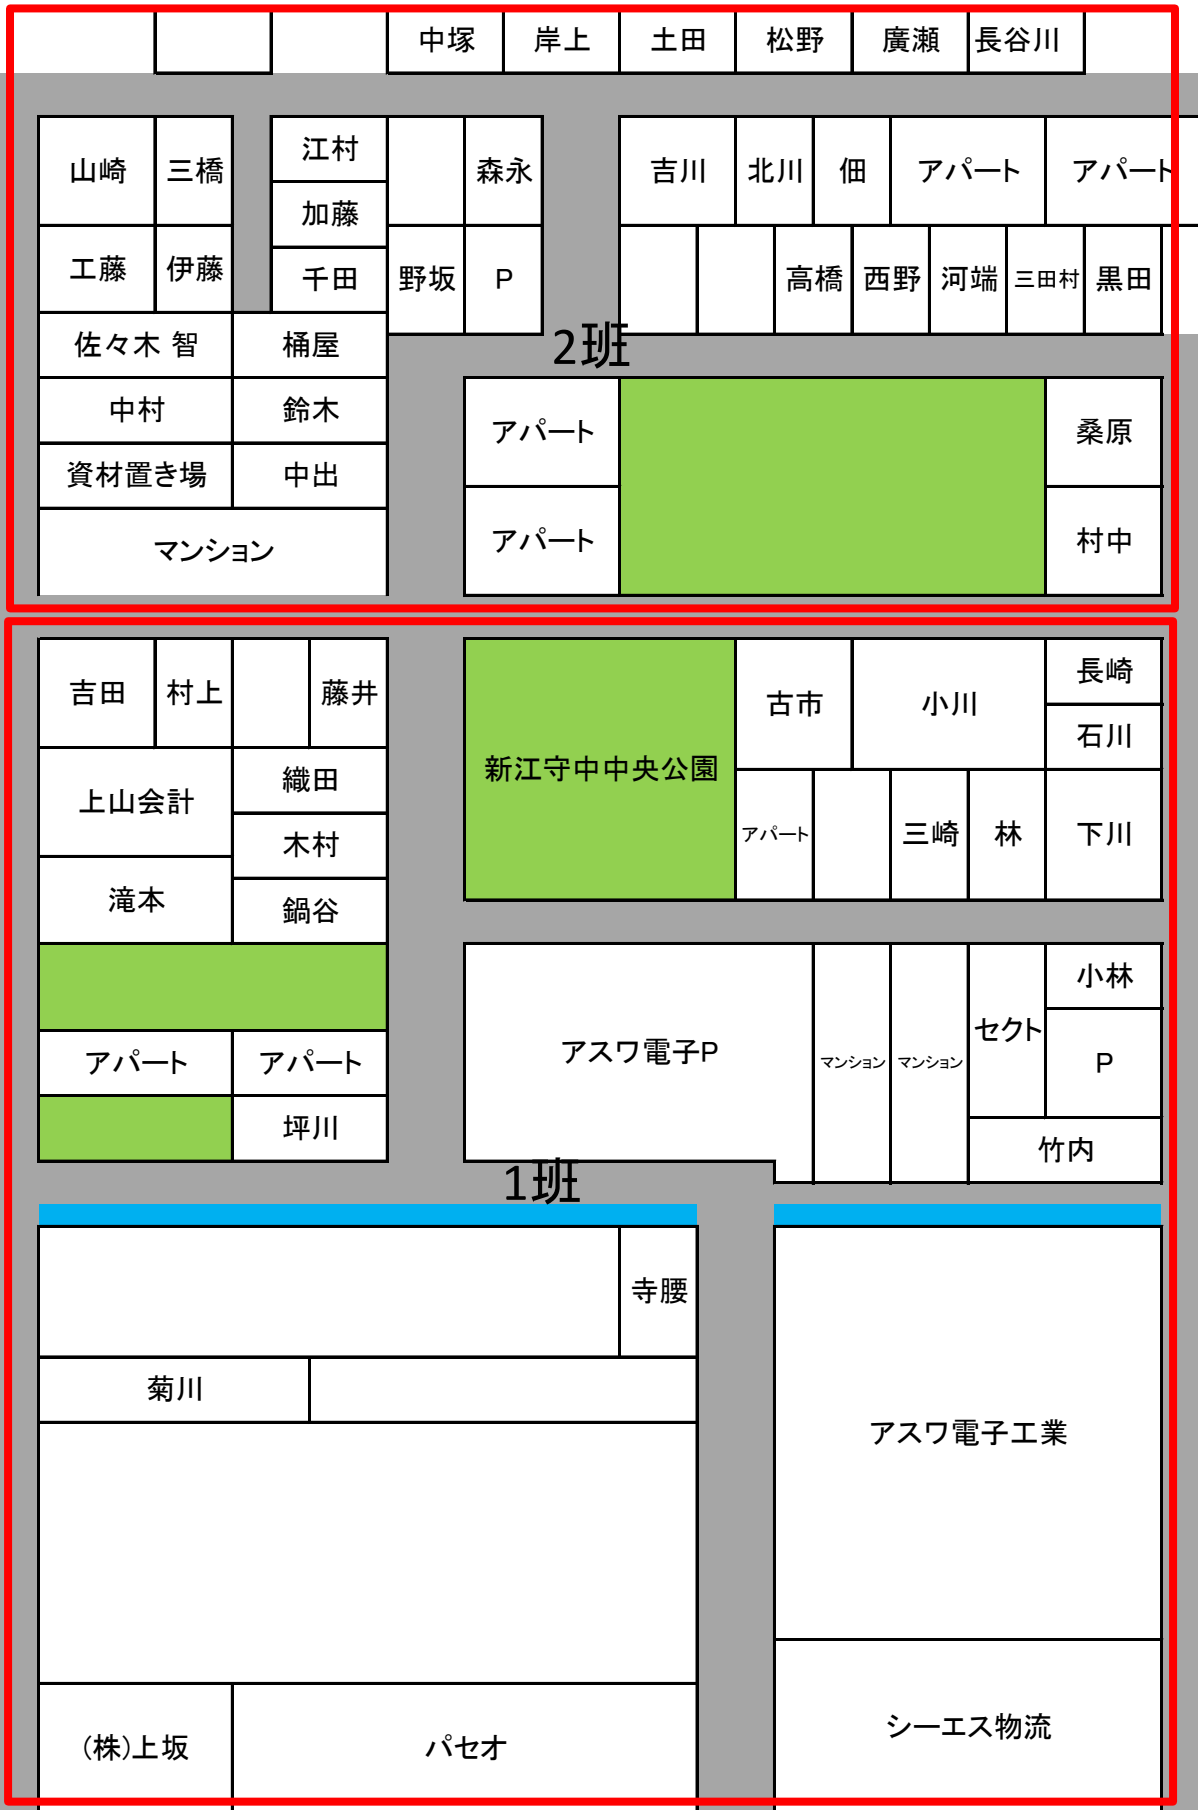 中塚
岸上
土田
松野
廣瀬
長谷川
山崎
三橋
江村
森永
吉川
北川
佃
アパート
アパート
加藤
工藤
伊藤
千田
野坂
P
高橋
西野
河端
三田村
黒田
佐々木 智
桶屋
2班
中村
鈴木
アパート
桑原
資材置き場
中出
マンション
アパート
村中
吉田
村上
藤井
古市
小川
長崎
石川
新江守中中央公園
上山会計
織田
木村
アパート
三崎
林
下川
滝本
鍋谷
小林
アパート
アパート
アスワ電子P
マンション
マンション
セクト
P
坪川
竹内
1班
寺腰
菊川
アスワ電子工業
シーエス物流
(株)上坂
パセオ